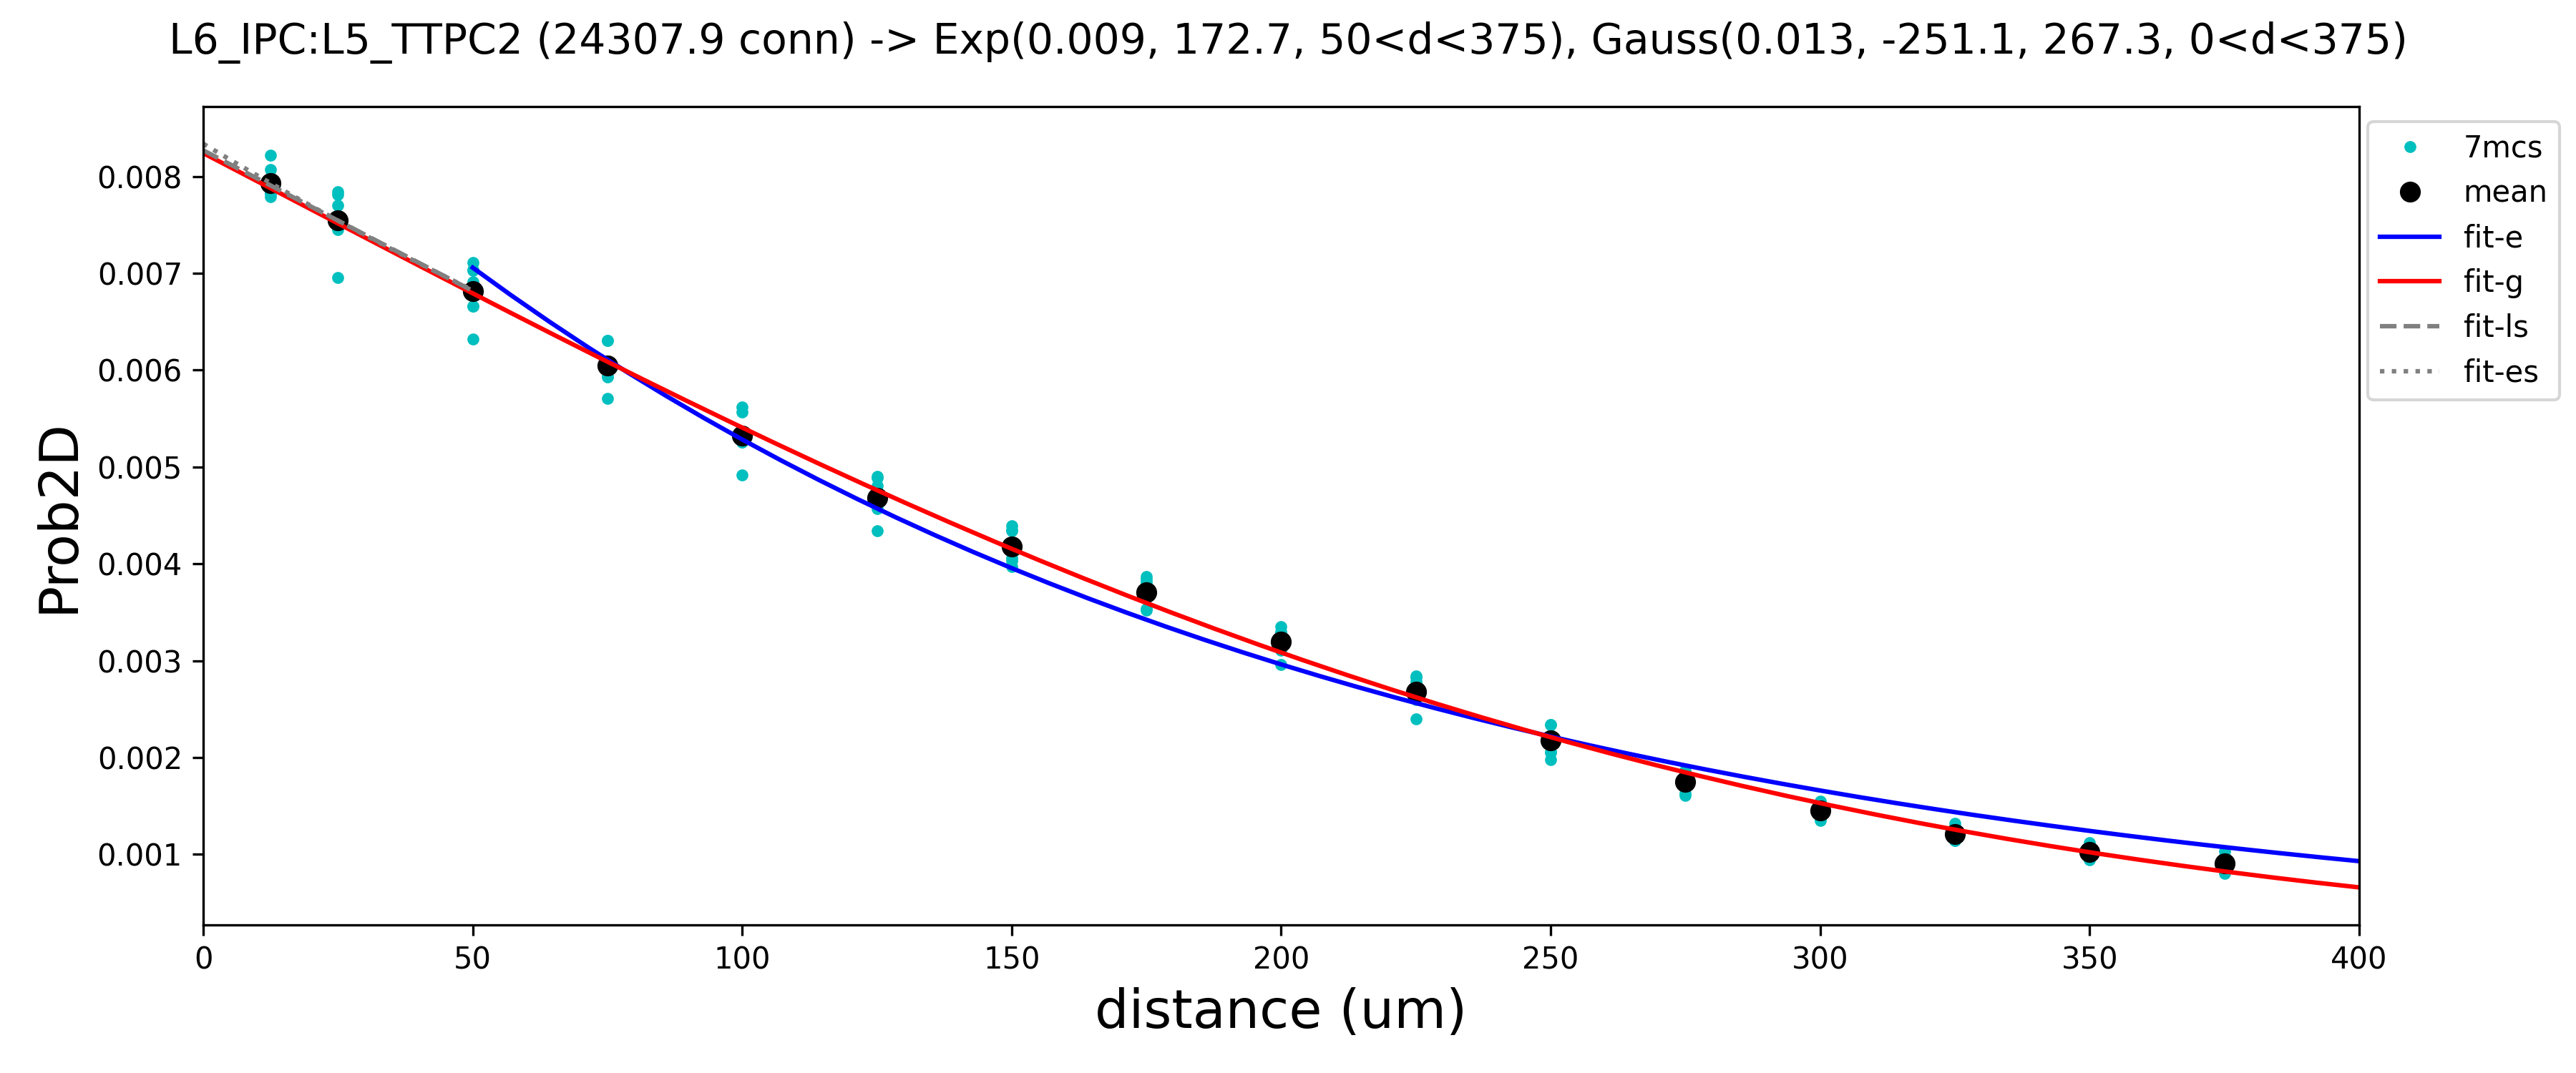 L6_IPC:L5_TTPC2 (24307.9 conn) -> Exp(0.009, 172.7, 50<d<375), Gauss(0.013, -251.1, 267.3, 0<d<375)
7mcs
mean
fit-e
fit-g
fit-ls
fit-es
Prob2D
0.008
0.007
0.006
0.005
0.004
0.003
0.002
0.001
0 50 100 150 200 250 300 350 400
distance (um)